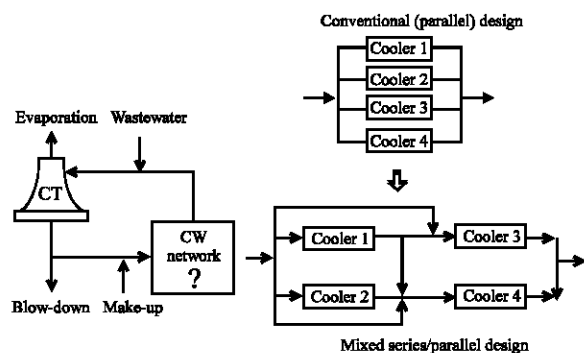 Conventional (parallel) design
Cooler 1
Cooler 2
Cooler 3
Cooler 4
Evaporation
Wastewater
CT
CW
network
?
Blow-down
Make-up
Cooler 1
Cooler 3
Cooler 2
Cooler 4
Mixed series/parallel design